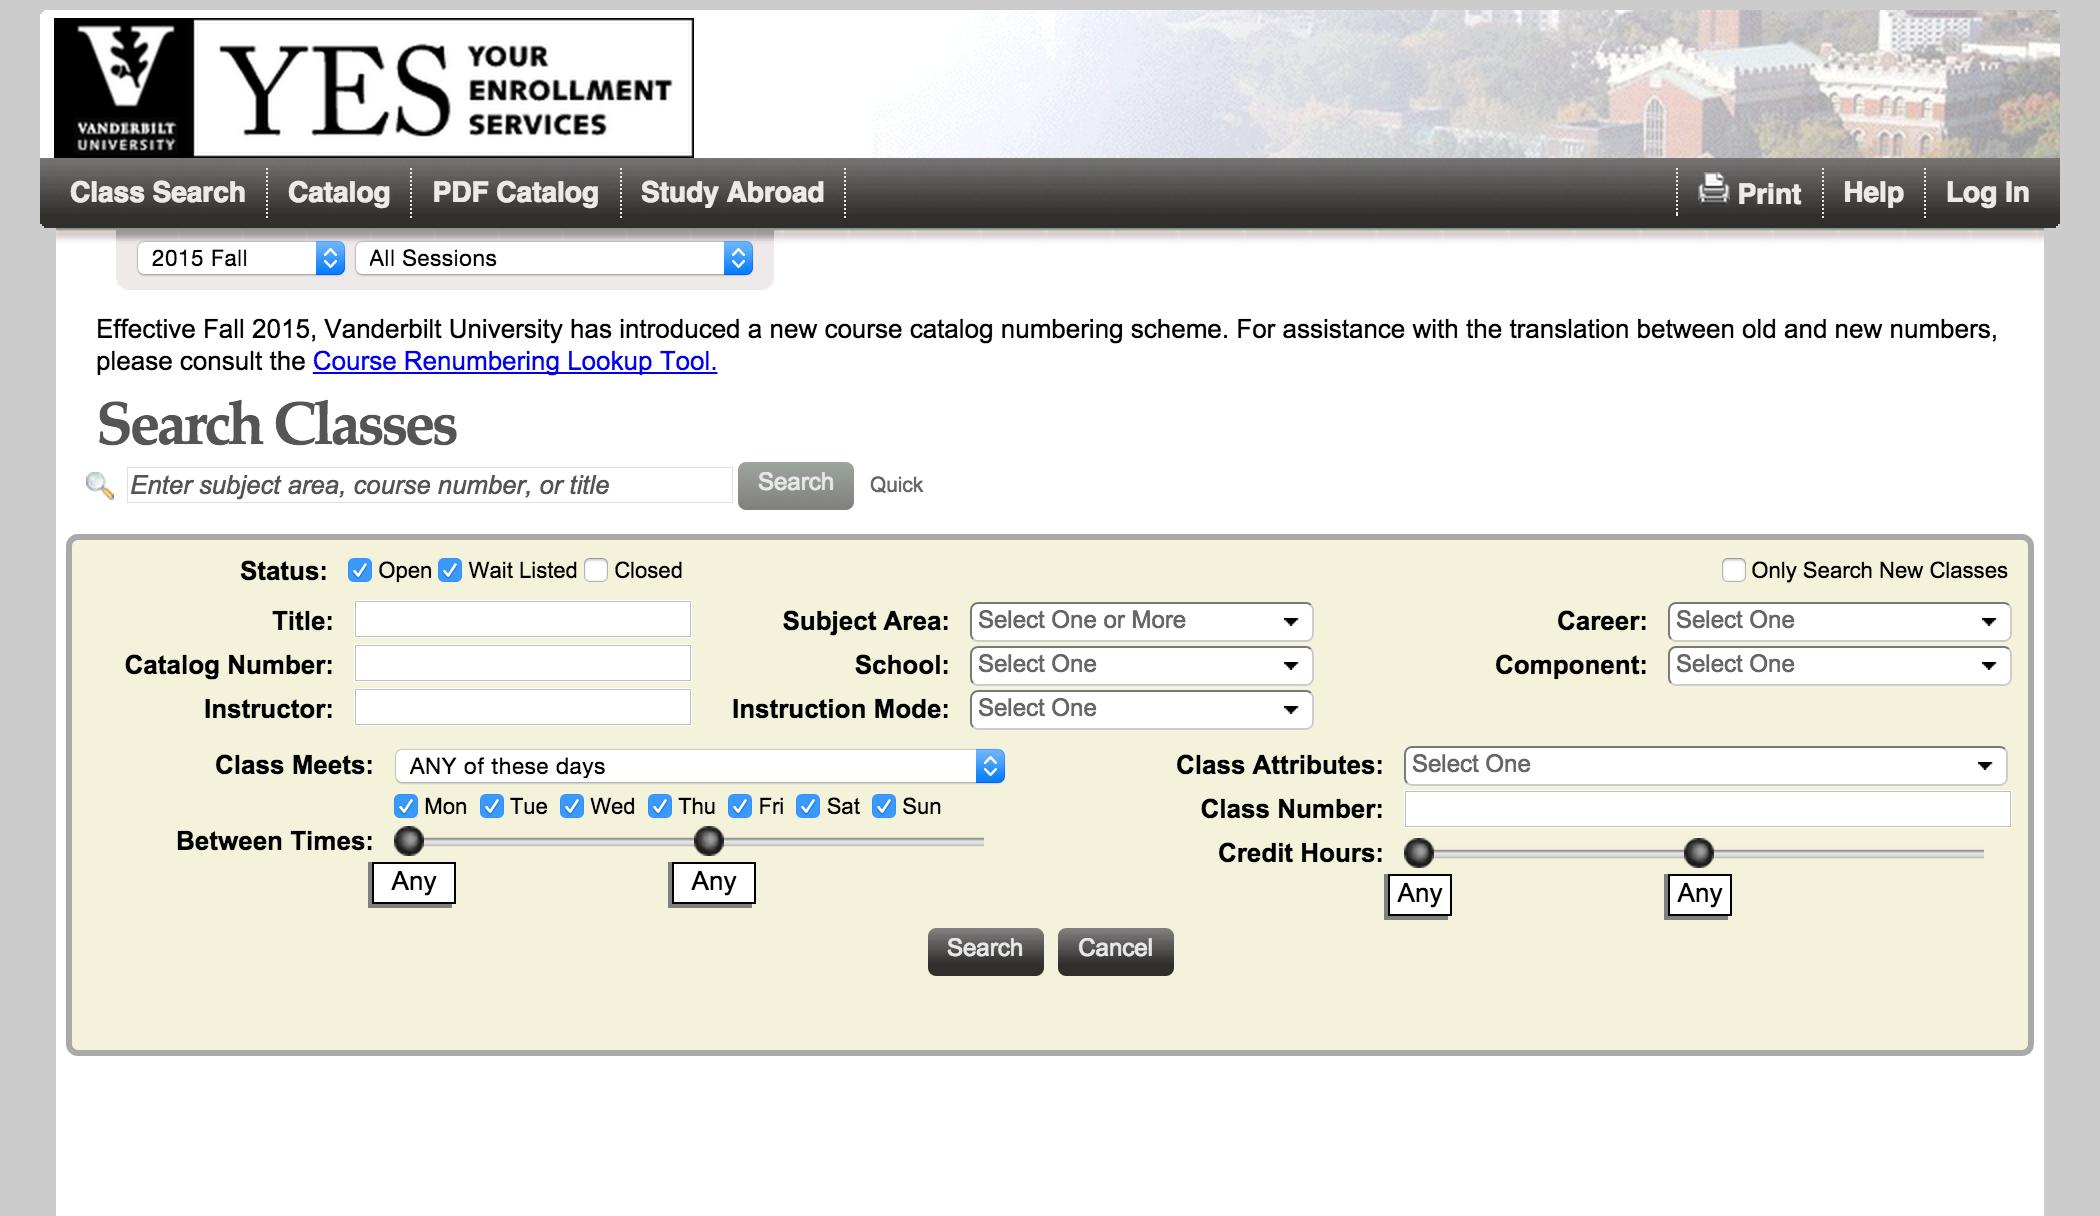 VANDERBILT
UNIVERSITY
YES
YOUR
ENROLLMENT
SERVICES
Class Search Catalog PDF Catalog Study Abroad Print Help Log In
2015 Fall All Sessions
Effective Fall 2015, Vanderbilt University has introduced a new course catalog numbering scheme. For assistance with the translation between old and new numbers,
please consult the Course Renumbering Lookup Tool.
Search Classes
Enter subject area, course number, or title Search Quick
Status: Open Wait Listed Closed Only Search New Classes
Title: Subject Area: Select One or More Career: Select One
Catalog Number: School: Select One Component: Select One
Instructor: Instruction Mode: Select One
Class Meets: ANY of these days Class Attributes: Select One
Mon Tue Wed Thu Fri Sat Sun Class Number:
Between Times: Credit Hours:
Any Any Any Any
Search Cancel